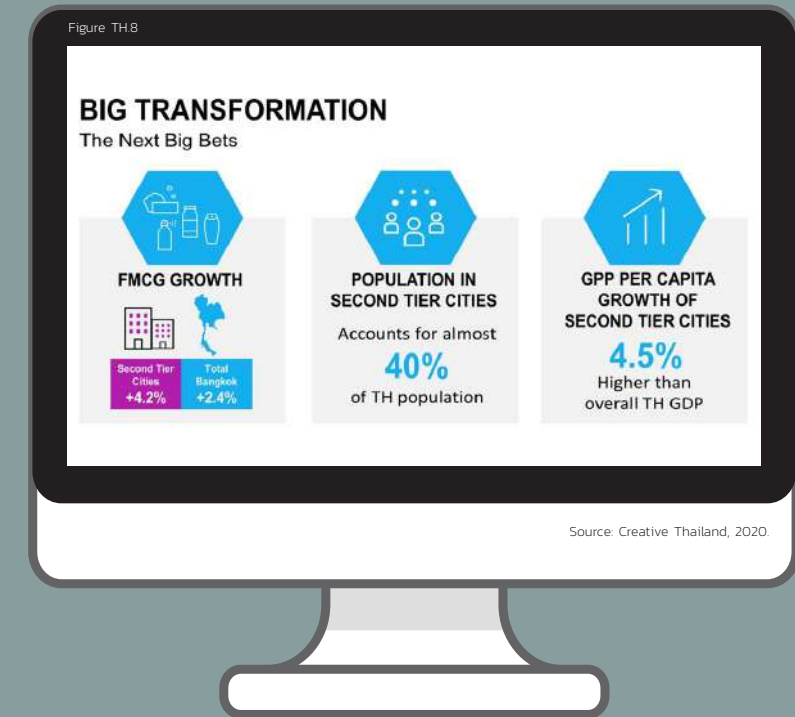 Figure TH.8
BIG TRANSFORMATION
The Next Big Bets
FMCG GROWTH
Second Tier
Cities
+4.2%
Total
Bangkok
+2.4%
POPULATION IN
SECOND TIER CITIES
Accounts for almost
40%
of TH population
GPP PER CAPITA
GROWTH OF
SECOND TIER CITIES
4.5%
Higher than
overall TH GDP
Source: Creative Thailand, 2020.